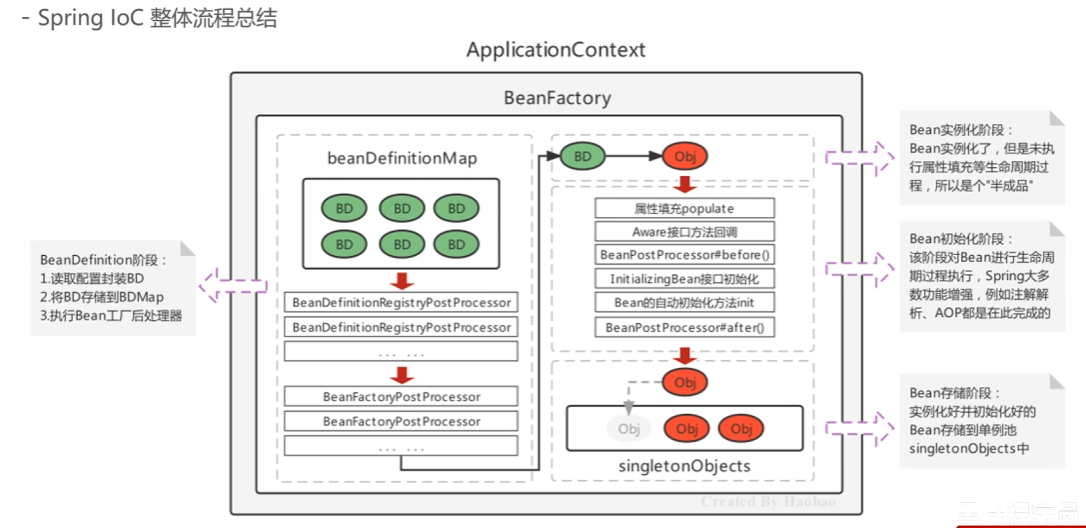 - Spring IoC 整体流程总结
ApplicationContext
BeanFactory
beanDefinitionMap
BD
BD
BD
BD
BD
BD
BeanDefinitionRegistryPostProcessor
BeanDefinitionRegistryPostProcessor
... ...
BeanFactoryPostProcessor
BeanFactoryPostProcessor
... ...
BeanDefinition阶段：
1.读取配置封装BD
2.将BD存储到BDMap
3.执行Bean工厂后处理器
BD
Obj
属性填充populate
Aware接口方法回调
BeanPostProcessor#before()
InitializingBean接口初始化
Bean的自动初始化方法init
BeanPostProcessor#after()
Obj
Obj
Obj
Obj
singletonObjects
Bean实例化阶段：
Bean实例化了，但是未执
行属性填充等生命周期过
程，所以是个"半成品"
Bean初始化阶段：
该阶段对Bean进行生命周
期过程执行，Spring大多
数功能增强，例如注解解
析、AOP都是在此完成的
Bean存储阶段：
实例化好并初始化好的
Bean存储到单例池
singletonObjects中
Created By Haohao